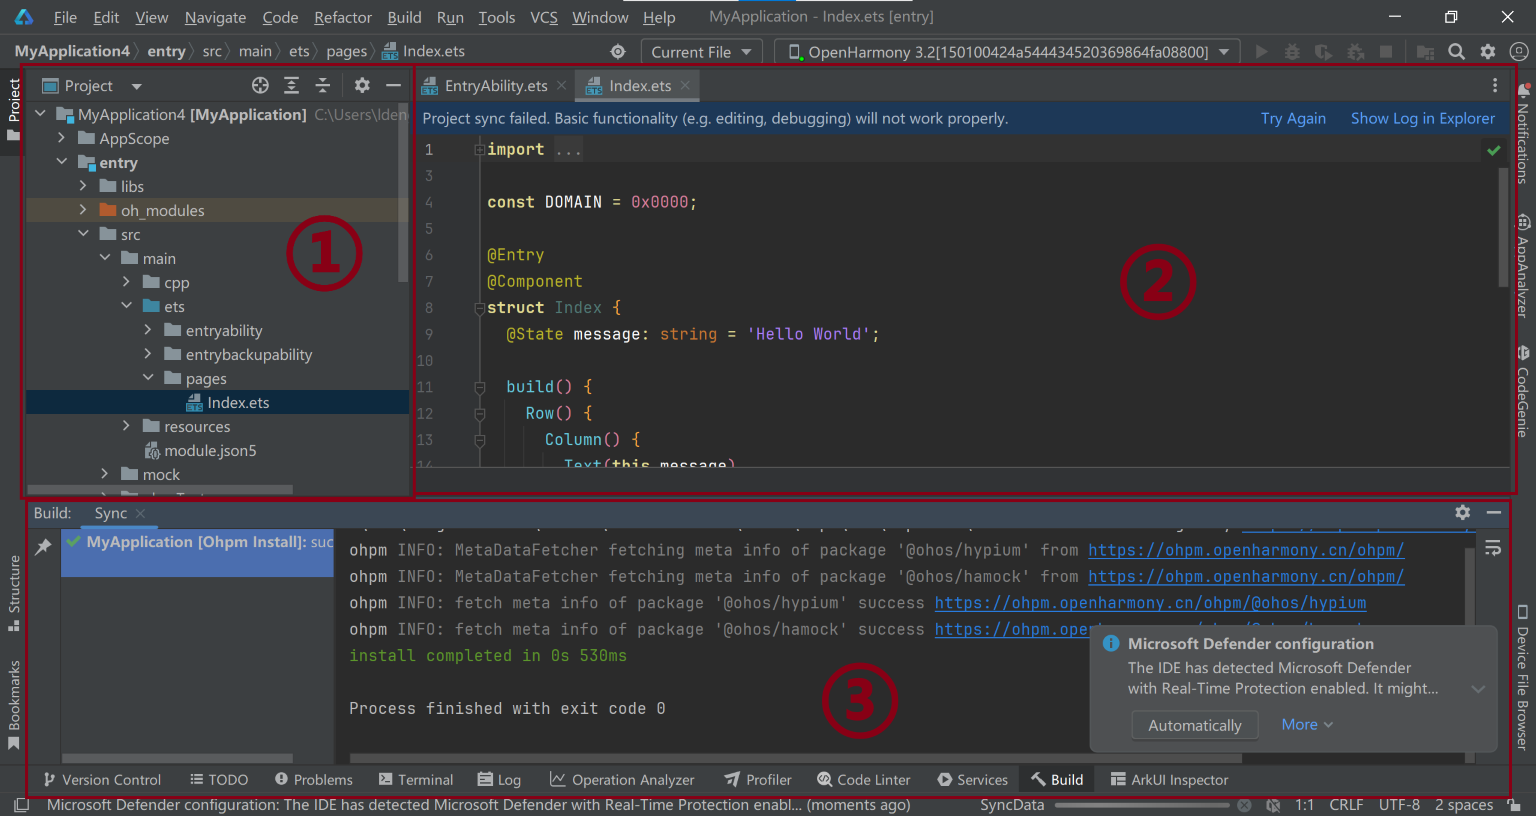 File Edit View Navigate Code Refactor Build Run Tools VCS Window Help MyApplication - Index.ets [entry]
MyApplication4 entry src main ets pages Index.ets Current File OpenHarmony 3.2[150100424a544434520369864fa08800]
Project
Project
MyApplication4 [MyApplication] C:\Users\lden
AppScope
entry
libs
oh_modules
src
main
cpp
ets
entryability
entrybackupability
pages
Index.ets
resources
module.json5
mock
①
EntryAbility.ets Index.ets
Project sync failed. Basic functionality (e.g. editing, debugging) will not work properly. Try Again Show Log in Explorer
1 import ...
3
4 const DOMAIN = 0x0000;
5
6 @Entry
7 @Component
8 struct Index {
9 @State message: string = 'Hello World';
10
11 build() {
12 Row() {
13 Column() {
14 Text(this.message)
②
Notifications
AppAnalyzer
CodeGenie
Device File Browser
Structure
Bookmarks
Build: Sync
MyApplication [Ohpm Install]: suc
ohpm INFO: MetaDataFetcher fetching meta info of package '@ohos/hypium' from https://ohpm.openharmony.cn/ohpm/
ohpm INFO: MetaDataFetcher fetching meta info of package '@ohos/hamock' from https://ohpm.openharmony.cn/ohpm/
ohpm INFO: fetch meta info of package '@ohos/hypium' success https://ohpm.openharmony.cn/ohpm/@ohos/hypium
ohpm INFO: fetch meta info of package '@ohos/hamock' success https://ohpm.ope
install completed in 0s 530ms
Process finished with exit code 0
③
Microsoft Defender configuration
The IDE has detected Microsoft Defender
with Real-Time Protection enabled. It might...
Automatically More
Version Control TODO Problems Terminal Log Operation Analyzer Profiler Code Linter Services Build ArkUI Inspector
Microsoft Defender configuration: The IDE has detected Microsoft Defender with Real-Time Protection enabl... (moments ago) SyncData 1:1 CRLF UTF-8 2 spaces